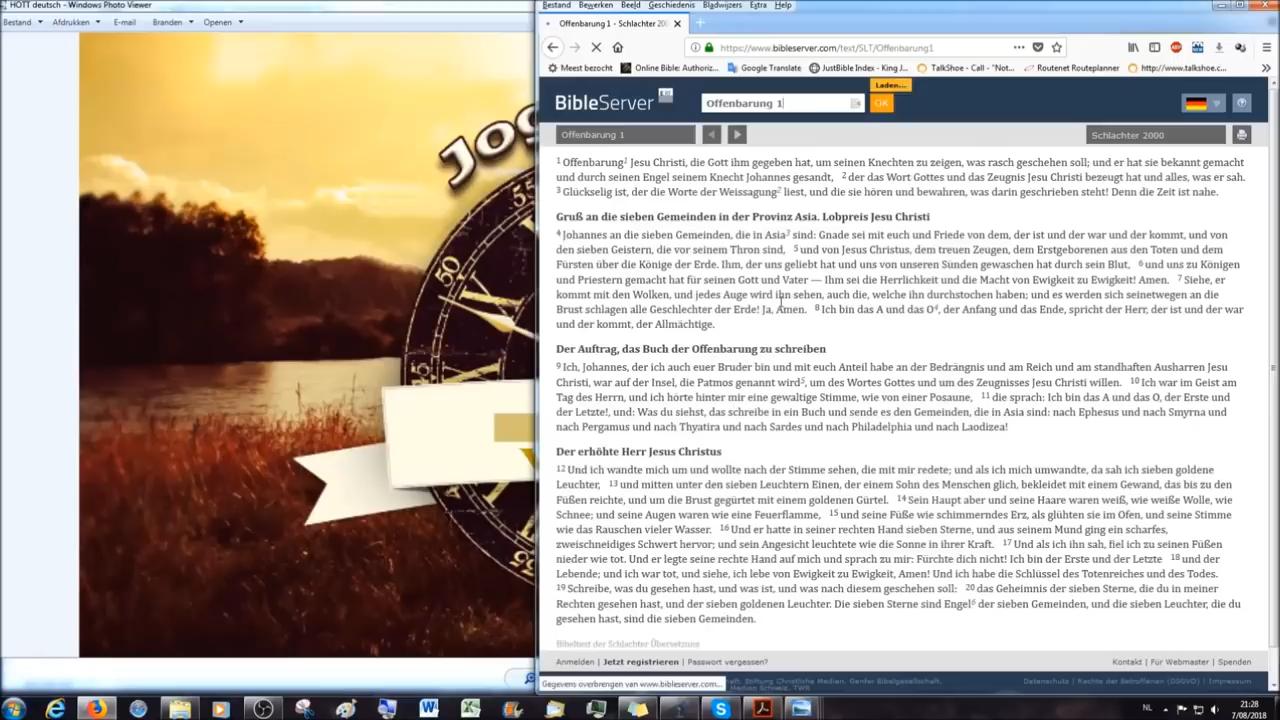 HOTT deutsch - Windows Photo Viewer
Bestand Afdrukken E-mail Branden Openen
Jog
55
50
55
Bestand Bewerken Beeld Geschiedenis Bladwijzers Extra Help
Offenbarung 1 - Schlachter 200
https://www.bibleserver.com/text/SLT/Offenbarung1
Meest bezocht Online Bible: Authoriz... Google Translate JustBible Index - King J... TalkShoe - Call - "Not... Routenet Routeplanner http://www.talkshoe.c...
Laden...
BibleServer Offenbarung 1 OK
Offenbarung 1 Schlachter 2000
1 Offenbarung1 Jesu Christi, die Gott ihm gegeben hat, um seinen Knechten zu zeigen, was rasch geschehen soll; und er hat sie bekannt gemacht
und durch seinen Engel seinem Knecht Johannes gesandt, 2 der das Wort Gottes und das Zeugnis Jesu Christi bezeugt hat und alles, was er sah.
3 Glückselig ist, der die Worte der Weissagung2 liest, und die sie hören und bewahren, was darin geschrieben steht! Denn die Zeit ist nahe.
Gruß an die sieben Gemeinden in der Provinz Asia. Lobpreis Jesu Christi
4 Johannes an die sieben Gemeinden, die in Asia3 sind: Gnade sei mit euch und Friede von dem, der ist und der war und der kommt, und von
den sieben Geistern, die vor seinem Thron sind, 5 und von Jesus Christus, dem treuen Zeugen, dem Erstgeborenen aus den Toten und dem
Fürsten über die Könige der Erde. Ihm, der uns geliebt hat und uns von unseren Sünden gewaschen hat durch sein Blut, 6 und uns zu Königen
und Priestern gemacht hat für seinen Gott und Vater — Ihm sei die Herrlichkeit und die Macht von Ewigkeit zu Ewigkeit! Amen. 7 Siehe, er
kommt mit den Wolken, und jedes Auge wird ihn sehen, auch die, welche ihn durchstochen haben; und es werden sich seinetwegen an die
Brust schlagen alle Geschlechter der Erde! Ja, Amen. 8 Ich bin das A und das O4, der Anfang und das Ende, spricht der Herr, der ist und der war
und der kommt, der Allmächtige.
Der Auftrag, das Buch der Offenbarung zu schreiben
9 Ich, Johannes, der ich auch euer Bruder bin und mit euch Anteil habe an der Bedrängnis und am Reich und am standhaften Ausharren Jesu
Christi, war auf der Insel, die Patmos genannt wird5, um des Wortes Gottes und um des Zeugnisses Jesu Christi willen. 10 Ich war im Geist am
Tag des Herrn, und ich hörte hinter mir eine gewaltige Stimme, wie von einer Posaune, 11 die sprach: Ich bin das A und das O, der Erste und
der Letzte!, und: Was du siehst, das schreibe in ein Buch und sende es den Gemeinden, die in Asia sind: nach Ephesus und nach Smyrna und
nach Pergamus und nach Thyatira und nach Sardes und nach Philadelphia und nach Laodizea!
Der erhöhte Herr Jesus Christus
12 Und ich wandte mich um und wollte nach der Stimme sehen, die mit mir redete; und als ich mich umwandte, da sah ich sieben goldene
Leuchter, 13 und mitten unter den sieben Leuchtern Einen, der einem Sohn des Menschen glich, bekleidet mit einem Gewand, das bis zu den
Füßen reichte, und um die Brust gegürtet mit einem goldenen Gürtel. 14 Sein Haupt aber und seine Haare waren weiß, wie weiße Wolle, wie
Schnee; und seine Augen waren wie eine Feuerflamme, 15 und seine Füße wie schimmerndes Erz, als glühten sie im Ofen, und seine Stimme
wie das Rauschen vieler Wasser. 16 Und er hatte in seiner rechten Hand sieben Sterne, und aus seinem Mund ging ein scharfes,
zweischneidiges Schwert hervor; und sein Angesicht leuchtete wie die Sonne in ihrer Kraft. 17 Und als ich ihn sah, fiel ich zu seinen Füßen
nieder wie tot. Und er legte seine rechte Hand auf mich und sprach zu mir: Fürchte dich nicht! Ich bin der Erste und der Letzte 18 und der
Lebende; und ich war tot, und siehe, ich lebe von Ewigkeit zu Ewigkeit, Amen! Und ich habe die Schlüssel des Totenreiches und des Todes.
19 Schreibe, was du gesehen hast, und was ist, und was nach diesem geschehen soll: 20 das Geheimnis der sieben Sterne, die du in meiner
Rechten gesehen hast, und der sieben goldenen Leuchter. Die sieben Sterne sind Engel6 der sieben Gemeinden, und die sieben Leuchter, die du
gesehen hast, sind die sieben Gemeinden.
Bibeltext der Schlachter Übersetzung
Anmelden | Jetzt registrieren | Passwort vergessen? Kontakt | Für Webmaster | Spenden
Gegevens overbrengen van www.bibleserver.com... Stiftung Christliche Medien. Genfer Bibelgesellschaft. Datenschutz | Rechte der Betroffenen (DSGVO) | Impressum
Medien Schweiz. TWR
NL 21:28
7/08/2018